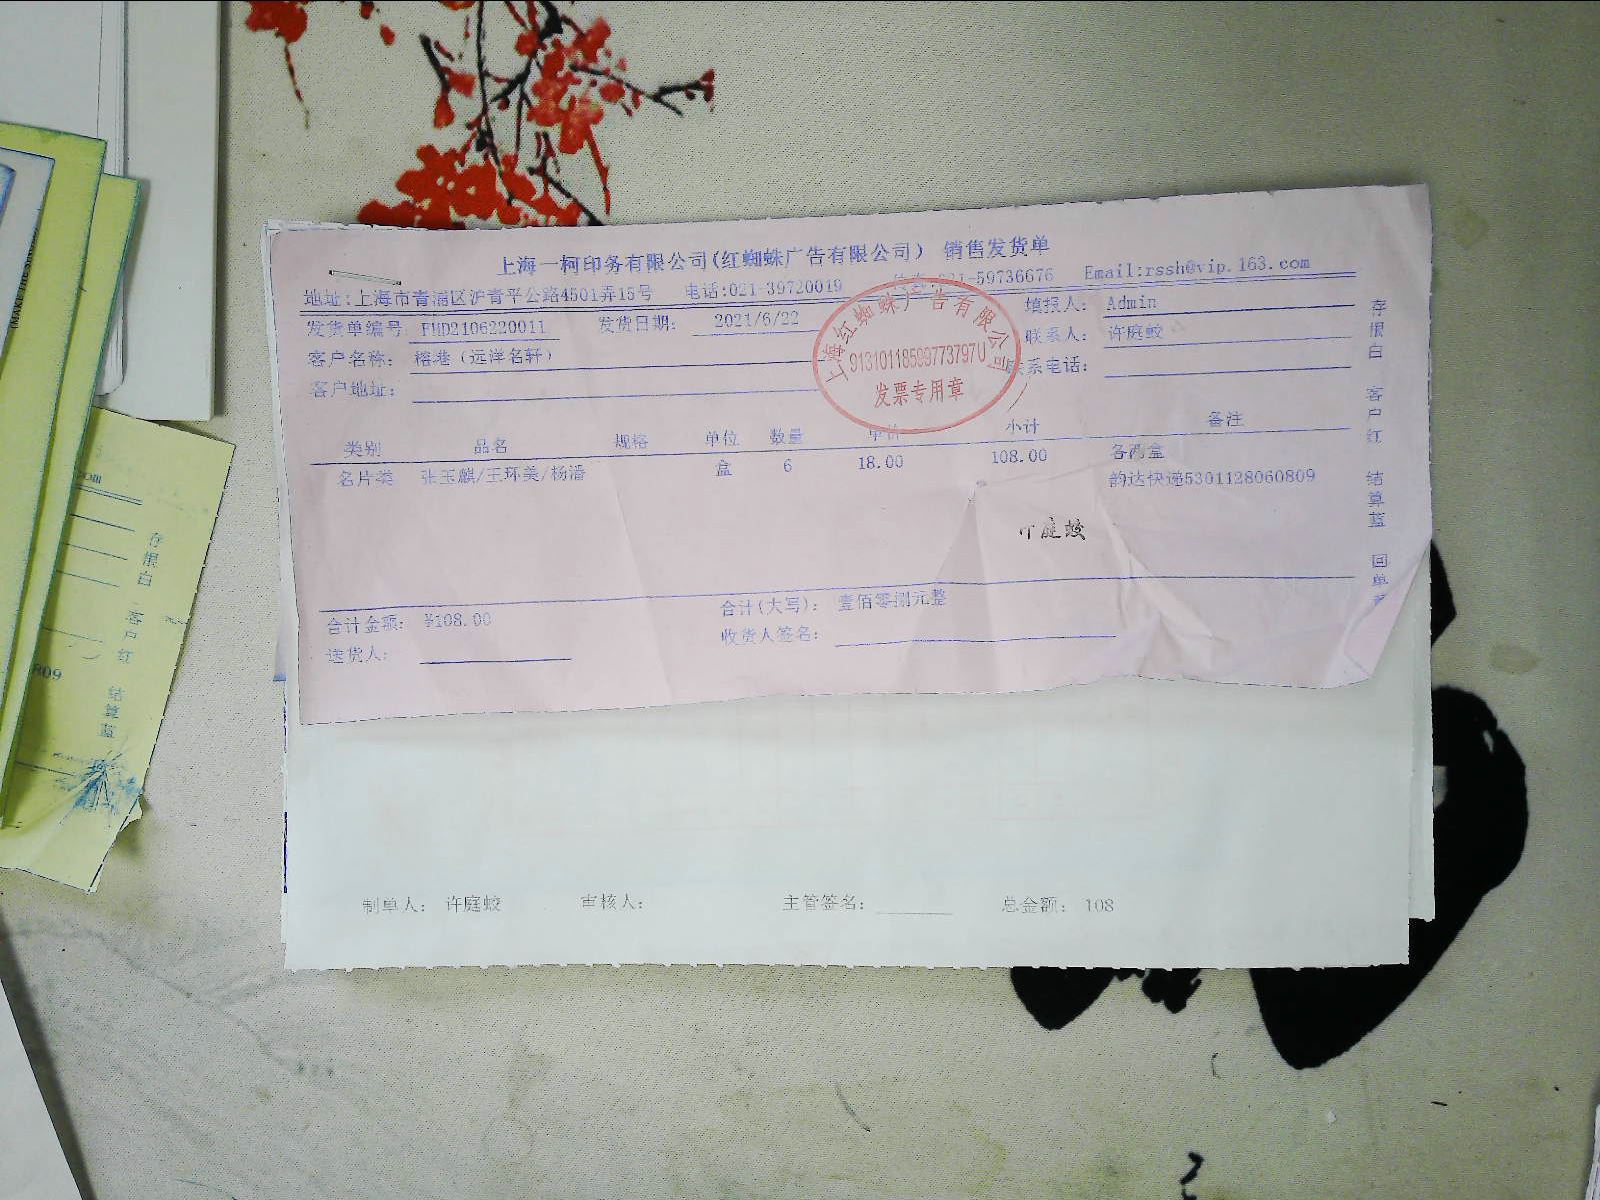 上海一柯印务有限公司(红蜘蛛广告有限公司) 销售发货单
地址:上海市青浦区沪青平公路4501弄15号 电话:021-39720019 -59736676 Email:rssh@vip.163.com
发货单编号: FHD2106220011 发货日期: 2021/6/22 填报人: Admin
客户名称: 榕巷(远洋名轩) 联系人: 许庭蛟
客户地址: 联系电话:
上海红蜘蛛广告有限公司
发票专用章
类别 品名 规格 单位 数量 单价 小计 备注
名片类 张玉麒/王环美/杨潘 盒 6 18.00 108.00 各两盒
韵达快递5301128060809
许庭蛟
合计金额: ¥108.00 合计(大写): 壹佰零捌元整
送货人: 收货人签名:
存根白 客户红 结算蓝 回单
制单人: 许庭蛟 审核人: 主管签名: 总金额: 108
存根白 客户红 结算蓝
809